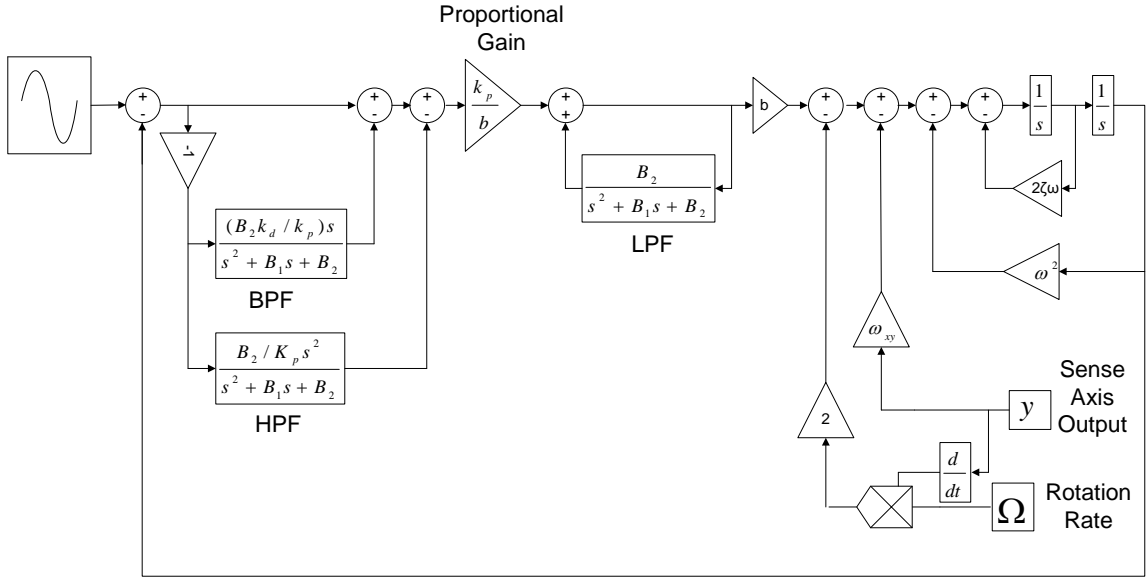 Proportional
Gain
+
-
+
-
+
-
k_p
b
+
+
b
+
-
+
-
+
-
+
-
1
s
1
s
-1
B_2
s^2 + B_1 s + B_2
LPF
2ζω
(B_2 k_d / k_p) s
s^2 + B_1 s + B_2
BPF
ω^2
B_2 / K_p s^2
s^2 + B_1 s + B_2
HPF
ω_xy
Sense
Axis
Output
y
2
d
dt
Ω
Rotation
Rate